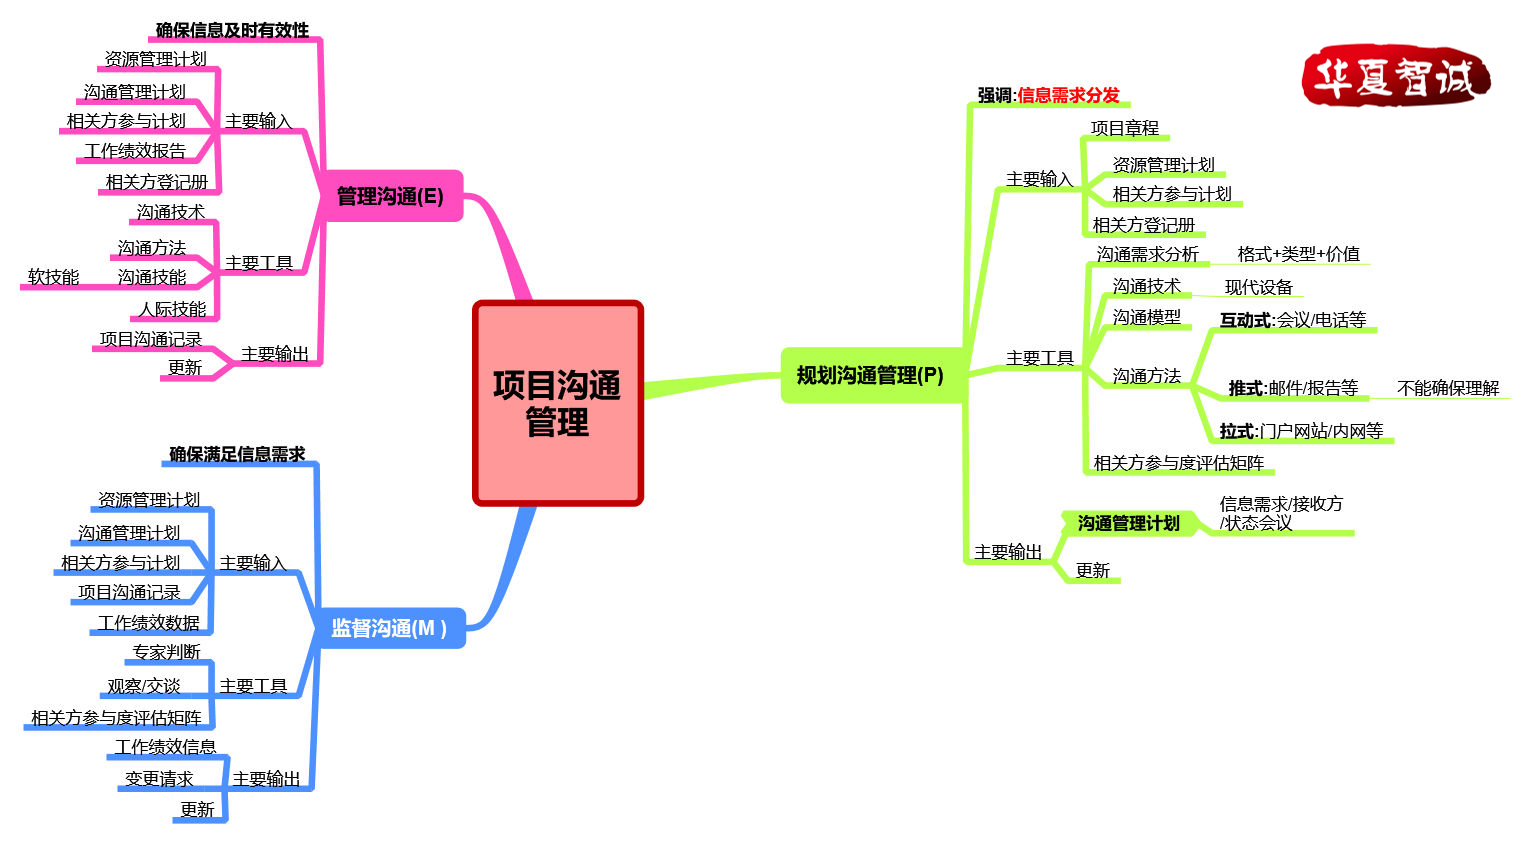 华夏智诚
项目沟通
管理
规划沟通管理(P)
强调:信息需求分发
主要输入
项目章程
资源管理计划
相关方参与计划
相关方登记册
主要工具
沟通需求分析
格式+类型+价值
沟通技术
现代设备
沟通模型
沟通方法
互动式:会议/电话等
推式:邮件/报告等
不能确保理解
拉式:门户网站/内网等
相关方参与度评估矩阵
主要输出
沟通管理计划
信息需求/接收方
/状态会议
更新
管理沟通(E)
确保信息及时有效性
主要输入
资源管理计划
沟通管理计划
相关方参与计划
工作绩效报告
相关方登记册
主要工具
沟通技术
沟通方法
沟通技能
软技能
人际技能
主要输出
项目沟通记录
更新
监督沟通(M )
确保满足信息需求
主要输入
资源管理计划
沟通管理计划
相关方参与计划
项目沟通记录
工作绩效数据
主要工具
专家判断
观察/交谈
相关方参与度评估矩阵
主要输出
工作绩效信息
变更请求
更新